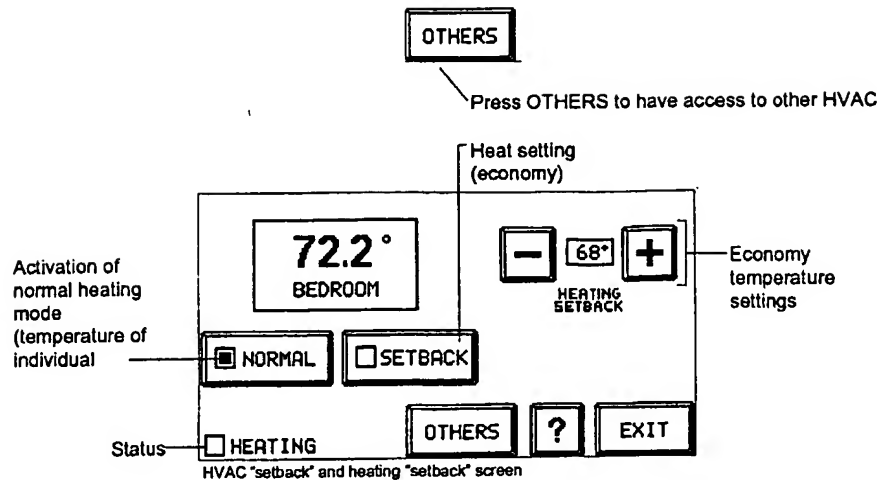 OTHERS
Press OTHERS to have access to other HVAC
Heat setting
(economy)
72.2°
BEDROOM
− 68° +
HEATING
SETBACK
Economy
temperature
settings
Activation of
normal heating
mode
(temperature of
individual
NORMAL
SETBACK
Status
HEATING
OTHERS
?
EXIT
HVAC "setback" and heating "setback" screen